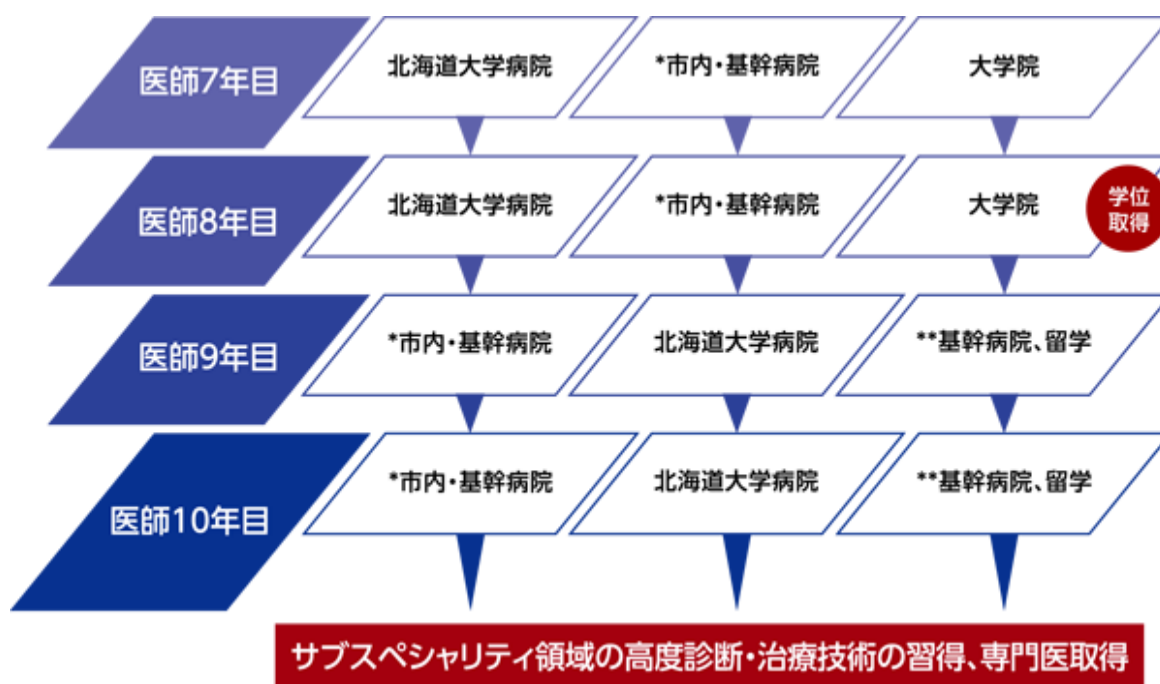 医師7年目
北海道大学病院
*市内・基幹病院
大学院
医師8年目
北海道大学病院
*市内・基幹病院
大学院
学位
取得
医師9年目
*市内・基幹病院
北海道大学病院
**基幹病院、留学
医師10年目
*市内・基幹病院
北海道大学病院
**基幹病院、留学
サブスペシャリティ領域の高度診断・治療技術の習得、専門医取得